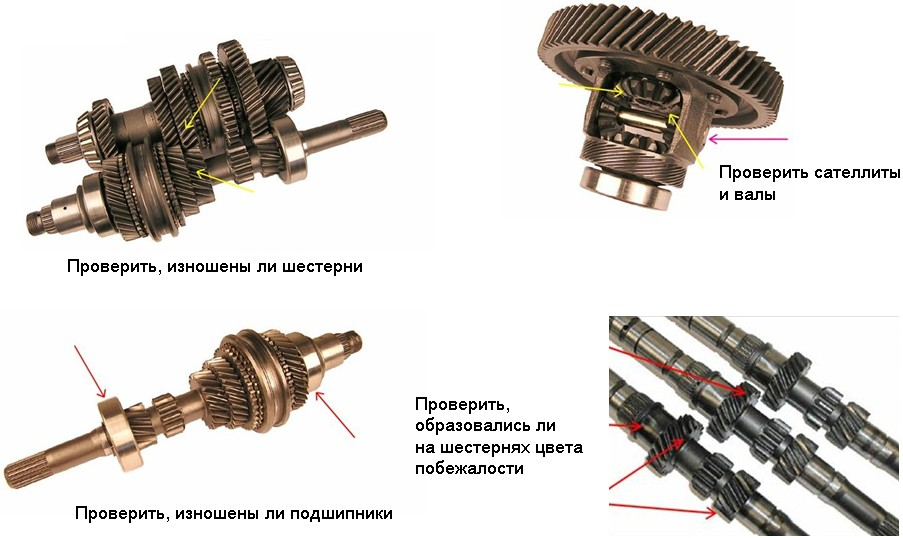 Проверить сателлиты
и валы
Проверить, изношены ли шестерни
Проверить,
образовались ли
на шестернях цвета
побежалости
Проверить, изношены ли подшипники